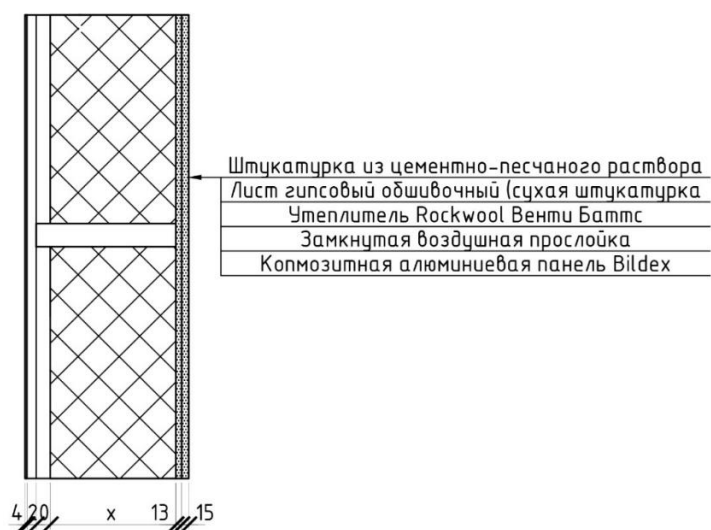 Штукатурка из цементно-песчаного раствора
Лист гипсовый обшивочный (сухая штукатурка
Утеплитель Rockwool Венти Баттс
Замкнутая воздушная прослойка
Копмозитная алюминиевая панель Bildex
4 20 x 13 15